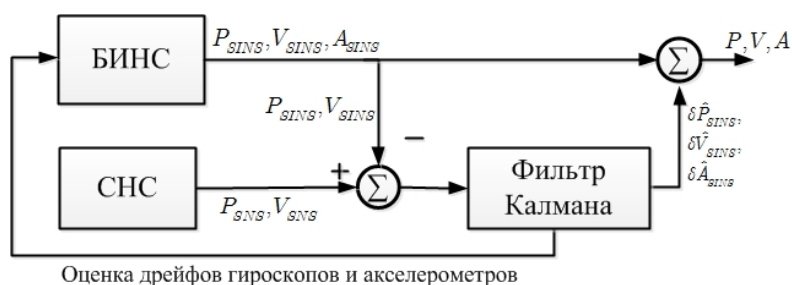 БИНС
P_SINS, V_SINS, A_SINS
Σ
P, V, A
P_SINS, V_SINS
−
δP̂_SINS,
δV̂_SINS,
δÂ_SINS
СНС
+
Σ
P_SNS, V_SNS
Фильтр
Калмана
Оценка дрейфов гироскопов и акселерометров